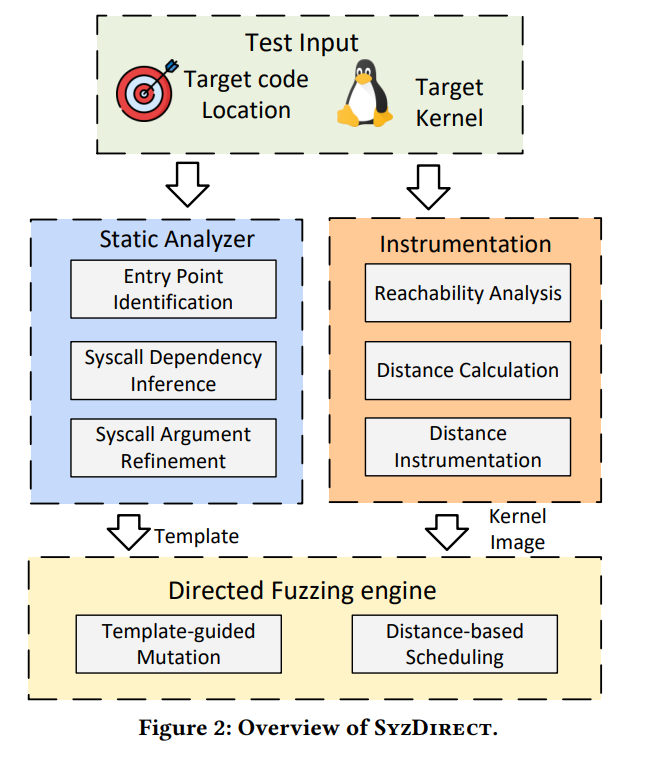 Test Input
Target code
Location
Target
Kernel
Static Analyzer
Entry Point
Identification
Syscall Dependency
Inference
Syscall Argument
Refinement
Instrumentation
Reachability Analysis
Distance Calculation
Distance
Instrumentation
Template
Kernel
Image
Directed Fuzzing engine
Template-guided
Mutation
Distance-based
Scheduling
Figure 2: Overview of SYZDIRECT.